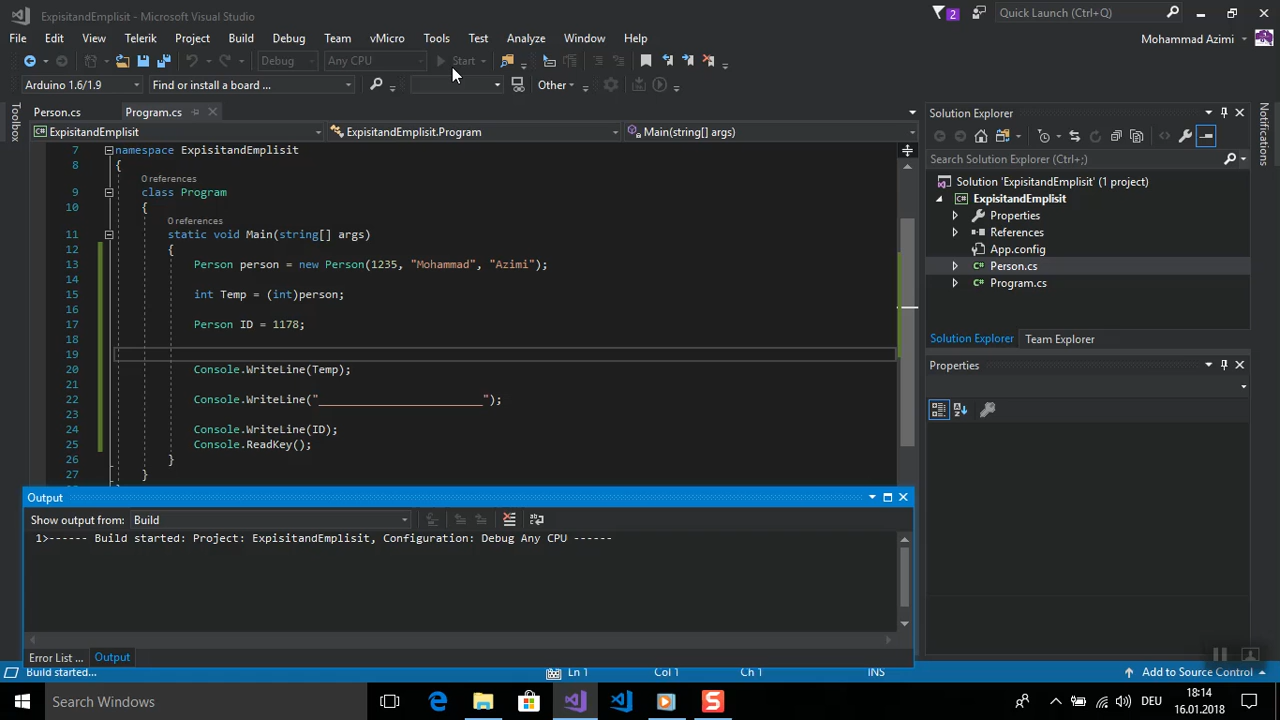 ExpisitandEmplisit - Microsoft Visual Studio
2
Quick Launch (Ctrl+Q)
File Edit View Telerik Project Build Debug Team vMicro Tools Test Analyze Window Help
Mohammad Azimi
Debug Any CPU Start
Arduino 1.6/1.9 Find or install a board ... Other
Toolbox
Person.cs Program.cs
ExpisitandEmplisit ExpisitandEmplisit.Program Main(string[] args)
7 namespace ExpisitandEmplisit
8 {
0 references
9 class Program
10 {
0 references
11 static void Main(string[] args)
12 {
13 Person person = new Person(1235, "Mohammad", "Azimi");
14
15 int Temp = (int)person;
16
17 Person ID = 1178;
18
19
20 Console.WriteLine(Temp);
21
22 Console.WriteLine("_________________________");
23
24 Console.WriteLine(ID);
25 Console.ReadKey();
26 }
27 }
Solution Explorer
Search Solution Explorer (Ctrl+;)
Solution 'ExpisitandEmplisit' (1 project)
ExpisitandEmplisit
Properties
References
App.config
C# Person.cs
C# Program.cs
Solution Explorer Team Explorer
Properties
Notifications
Output
Show output from: Build
1>------ Build started: Project: ExpisitandEmplisit, Configuration: Debug Any CPU ------
Error List ... Output
Build started... Ln 1 Col 1 Ch 1 INS Add to Source Control
Search Windows
DEU
18:14
16.01.2018